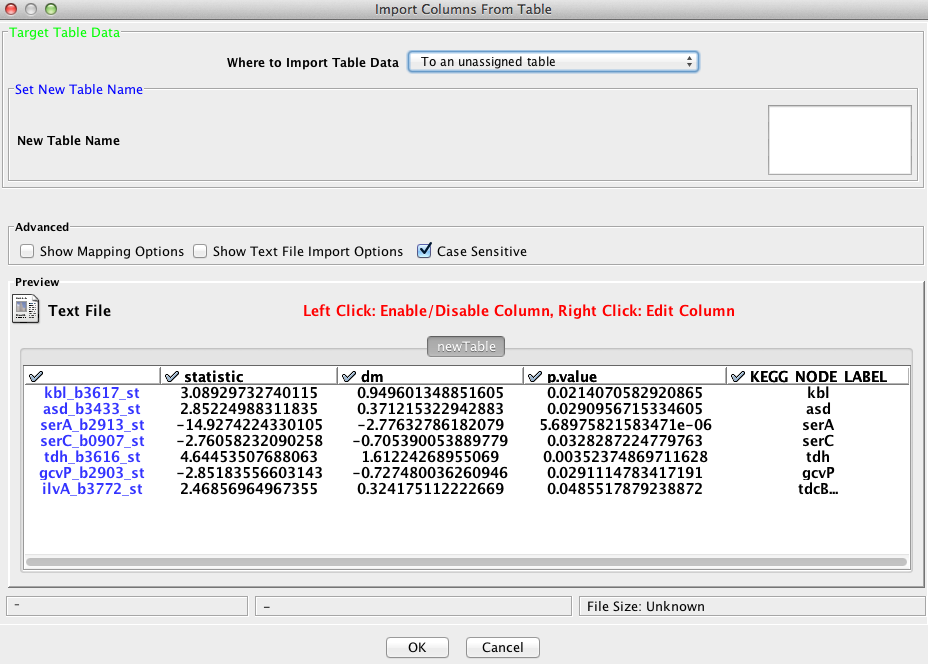 Import Columns From Table
Target Table Data
Where to Import Table Data To an unassigned table
Set New Table Name
New Table Name
Advanced
Show Mapping Options Show Text File Import Options Case Sensitive
Preview
Text File Left Click: Enable/Disable Column, Right Click: Edit Column
newTable
statistic dm p.value KEGG_NODE_LABEL
kbl_b3617_st 3.08929732740115 0.949601348851605 0.0214070582920865 kbl
asd_b3433_st 2.85224988311835 0.371215322942883 0.0290956715334605 asd
serA_b2913_st -14.9274224330105 -2.77632786182079 5.68975821583471e-06 serA
serC_b0907_st -2.76058232090258 -0.705390053889779 0.0328287224779763 serC
tdh_b3616_st 4.64453507688063 1.61224268955069 0.00352374869711628 tdh
gcvP_b2903_st -2.85183556603143 -0.727480036260946 0.0291114783417191 gcvP
ilvA_b3772_st 2.46856964967355 0.324175112222669 0.0485517879238872 tdcB...
- - File Size: Unknown
OK Cancel